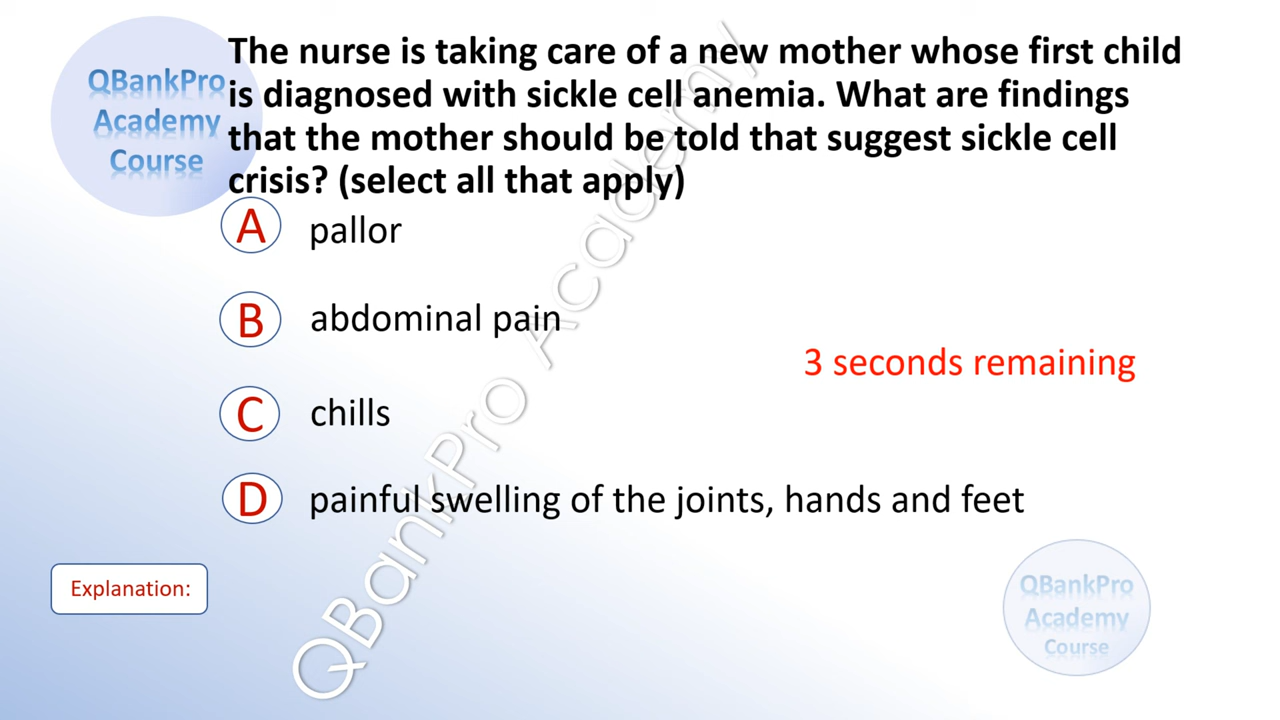 QBankPro
Academy
Course
The nurse is taking care of a new mother whose first child
is diagnosed with sickle cell anemia. What are findings
that the mother should be told that suggest sickle cell
crisis? (select all that apply)
A pallor
B abdominal pain
3 seconds remaining
C chills
D painful swelling of the joints, hands and feet
Explanation:
QBankPro Academy
QBankPro
Academy
Course